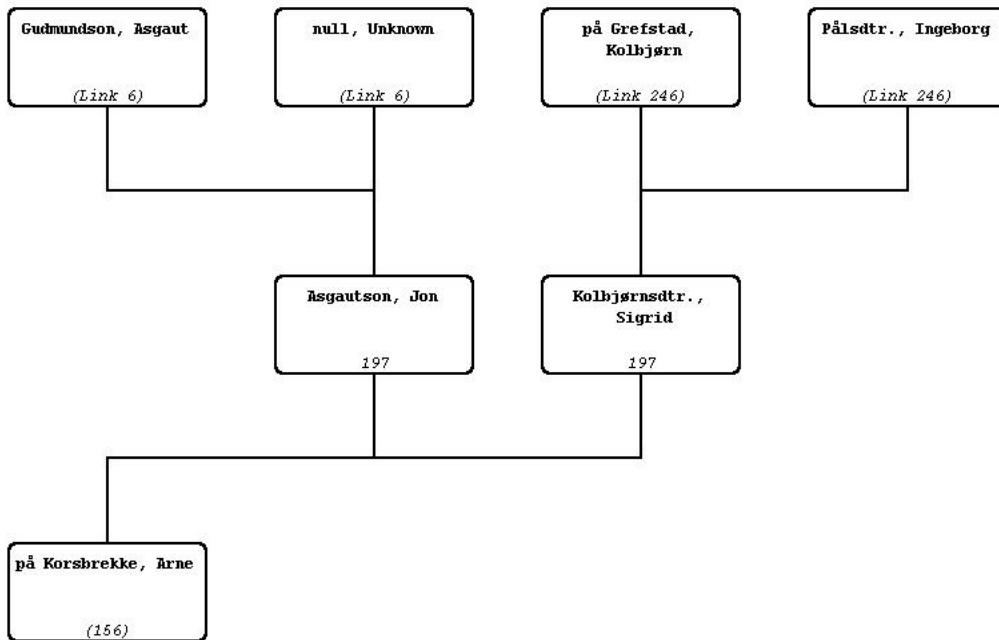 Gudmundson, Asgaut
(Link 6)
null, Unknown
(Link 6)
på Grefstad,
Kolbjørn
(Link 246)
Pålsdtr., Ingeborg
(Link 246)
Asgautson, Jon
197
Kolbjørnsdtr.,
Sigrid
197
på Korsbrekke, Arne
(156)